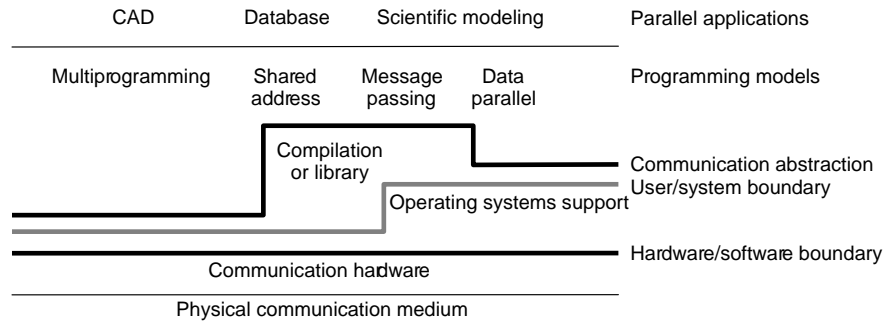 CAD Database Scientific modeling Parallel applications
Multiprogramming Shared address Message passing Data parallel Programming models
Compilation or library
Communication abstraction
User/system boundary
Operating systems support
Hardware/software boundary
Communication hardware
Physical communication medium